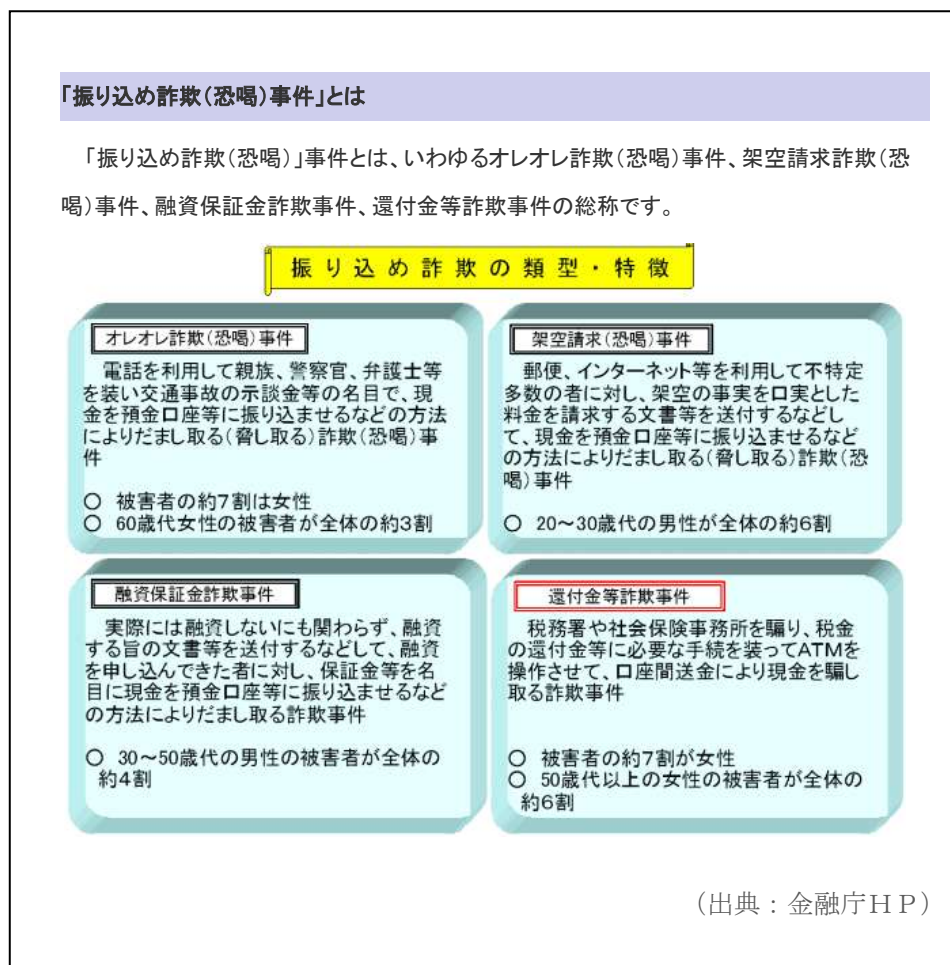 「振り込め詐欺(恐喝)事件」とは
「振り込め詐欺(恐喝)」事件とは、いわゆるオレオレ詐欺(恐喝)事件、架空請求詐欺(恐
喝)事件、融資保証金詐欺事件、還付金等詐欺事件の総称です。
振り込め詐欺の類型・特徴
オレオレ詐欺(恐喝)事件
電話を利用して親族、警察官、弁護士等
を装い交通事故の示談金等の名目で、現
金を預金口座等に振り込ませるなどの方法
によりだまし取る(脅し取る)詐欺(恐喝)事
件
○ 被害者の約7割は女性
○ 60歳代女性の被害者が全体の約3割
架空請求(恐喝)事件
郵便、インターネット等を利用して不特定
多数の者に対し、架空の事実を口実とした
料金を請求する文書等を送付するなどし
て、現金を預金口座等に振り込ませるなど
の方法によりだまし取る(脅し取る)詐欺(恐
喝)事件
○ 20～30歳代の男性が全体の約6割
融資保証金詐欺事件
実際には融資しないにも関わらず、融資
する旨の文書等を送付するなどして、融資
を申し込んできた者に対し、保証金等を名
目に現金を預金口座等に振り込ませるなど
の方法によりだまし取る詐欺事件
○ 30～50歳代の男性の被害者が全体の
約4割
還付金等詐欺事件
税務署や社会保険事務所を騙り、税金
の還付金等に必要な手続を装ってATMを
操作させて、口座間送金により現金を騙し
取る詐欺事件
○ 被害者の約7割が女性
○ 50歳代以上の女性の被害者が全体の
約6割
(出典：金融庁HP)